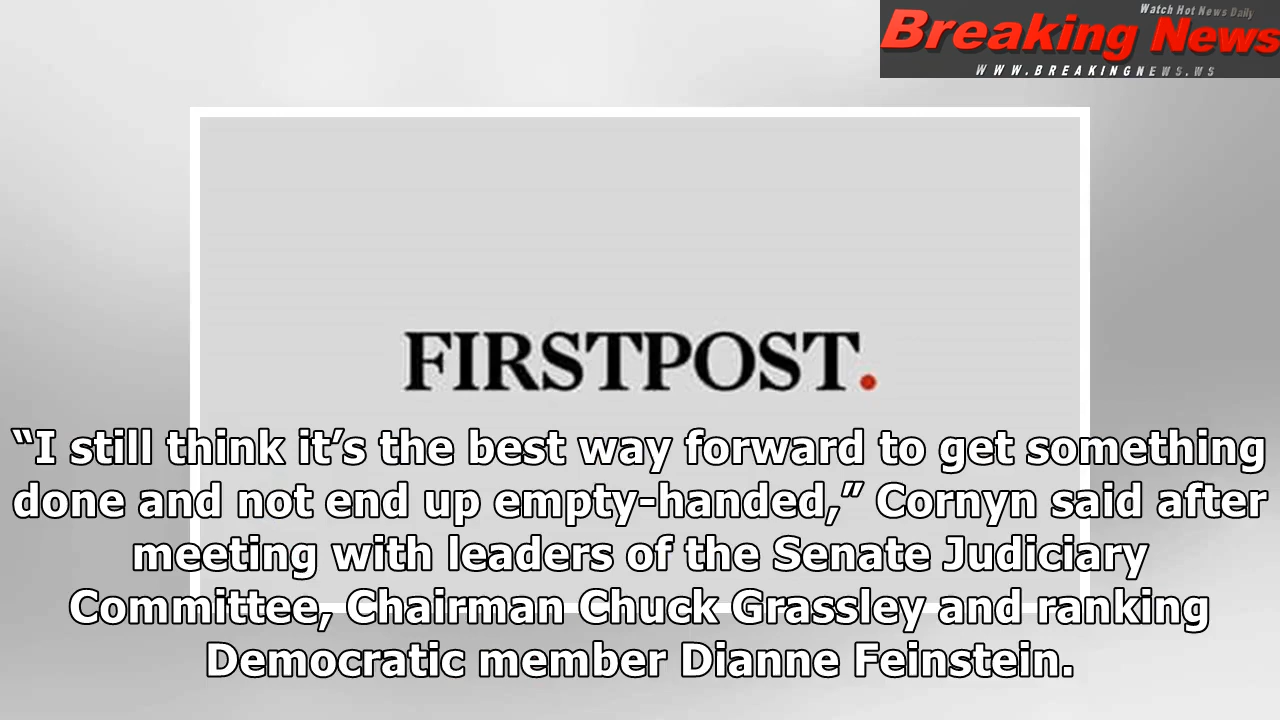 Watch Hot News Daily
Breaking News
WWW.BREAKINGNEWS.WS
FIRSTPOST.
“I still think it’s the best way forward to get something
done and not end up empty-handed,” Cornyn said after
meeting with leaders of the Senate Judiciary
Committee, Chairman Chuck Grassley and ranking
Democratic member Dianne Feinstein.